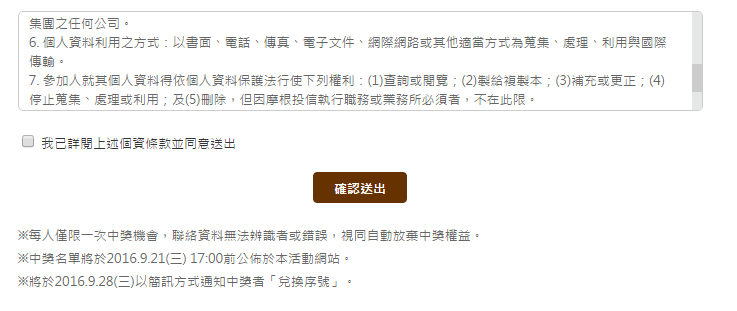 集團之任何公司。
6. 個人資料利用之方式：以書面、電話、傳真、電子文件、網際網路或其他適當方式為蒐集、處理、利用與國際
傳輸。
7. 參加人就其個人資料得依個人資料保護法行使下列權利：(1)查詢或閱覽；(2)製給複製本；(3)補充或更正；(4)
停止蒐集、處理或利用；及(5)刪除，但因摩根投信執行職務或業務所必須者，不在此限。
我已詳閱上述個資條款並同意送出
確認送出
※每人僅限一次中獎機會，聯絡資料無法辨識者或錯誤，視同自動放棄中獎權益。
※中獎名單將於2016.9.21(三) 17:00前公佈於本活動網站。
※將於2016.9.28(三)以簡訊方式通知中獎者「兌換序號」。